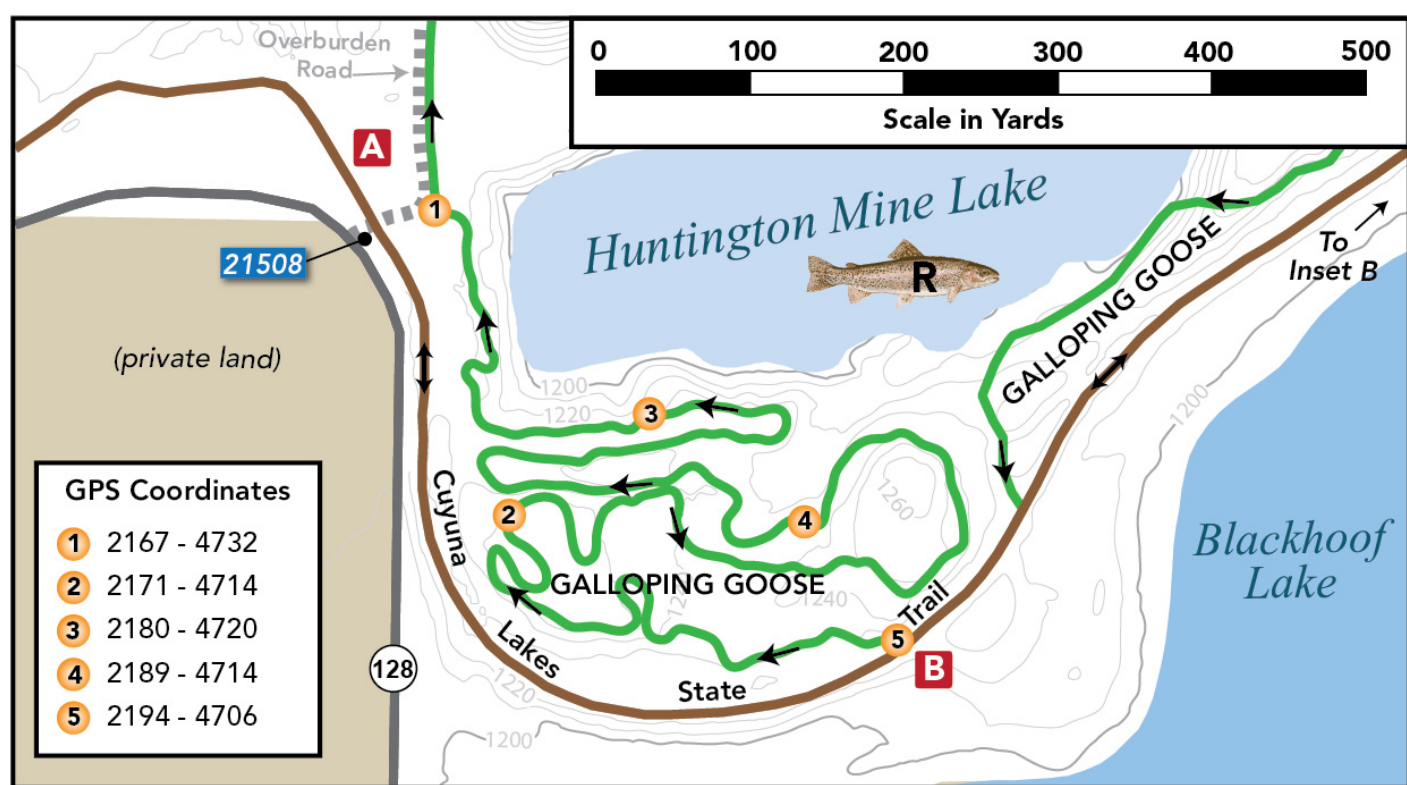 Overburden
Road
0 100 200 300 400 500
Scale in Yards
A
1
21508
Huntington Mine Lake
R
GALLOPING GOOSE
To
Inset B
(private land)
1200
1220
3
1200
GPS Coordinates
1 2167 - 4732
2 2171 - 4714
3 2180 - 4720
4 2189 - 4714
5 2194 - 4706
Cuyuna
Lakes
State
Trail
2
4
1260
Blackhoof
Lake
GALLOPING GOOSE
1240
5
B
128
1220
1200